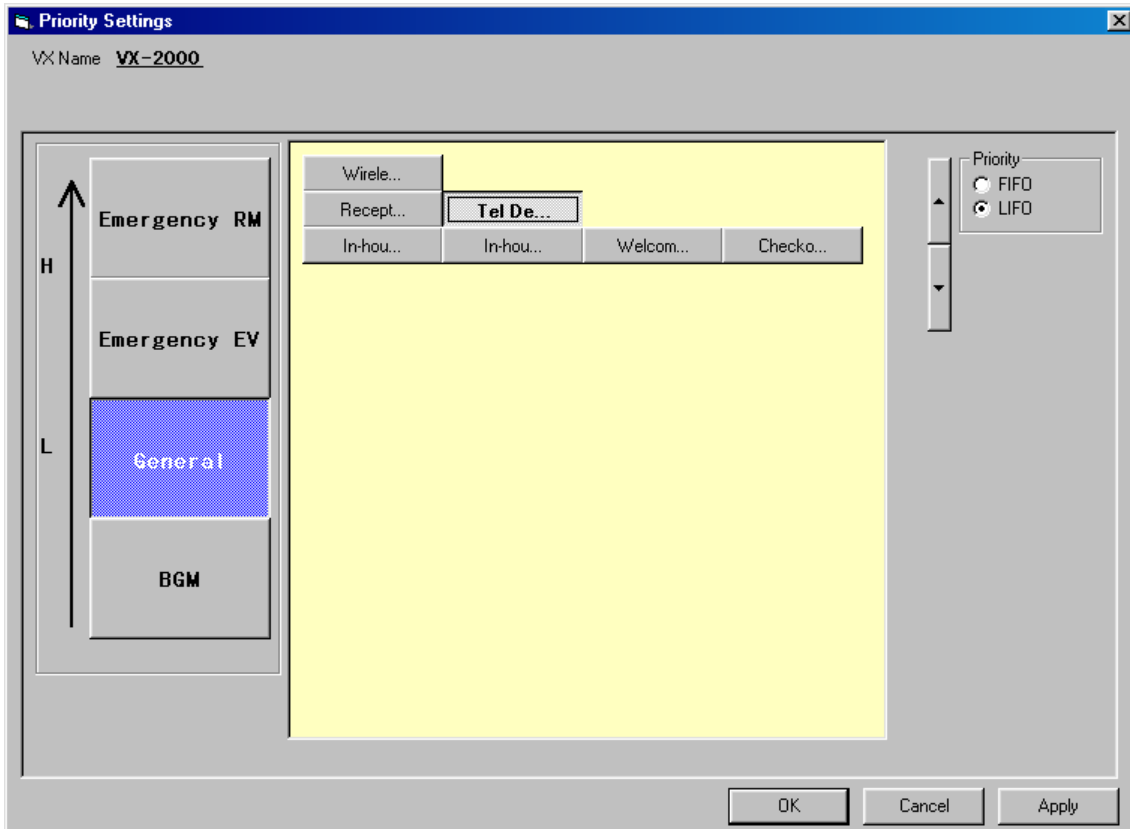 Priority Settings
VX Name VX-2000
H
L
Emergency RM
Emergency EV
General
BGM
Wirele...
Recept... Tel De...
In-hou... In-hou... Welcom... Checko...
Priority
FIFO
LIFO
OK Cancel Apply